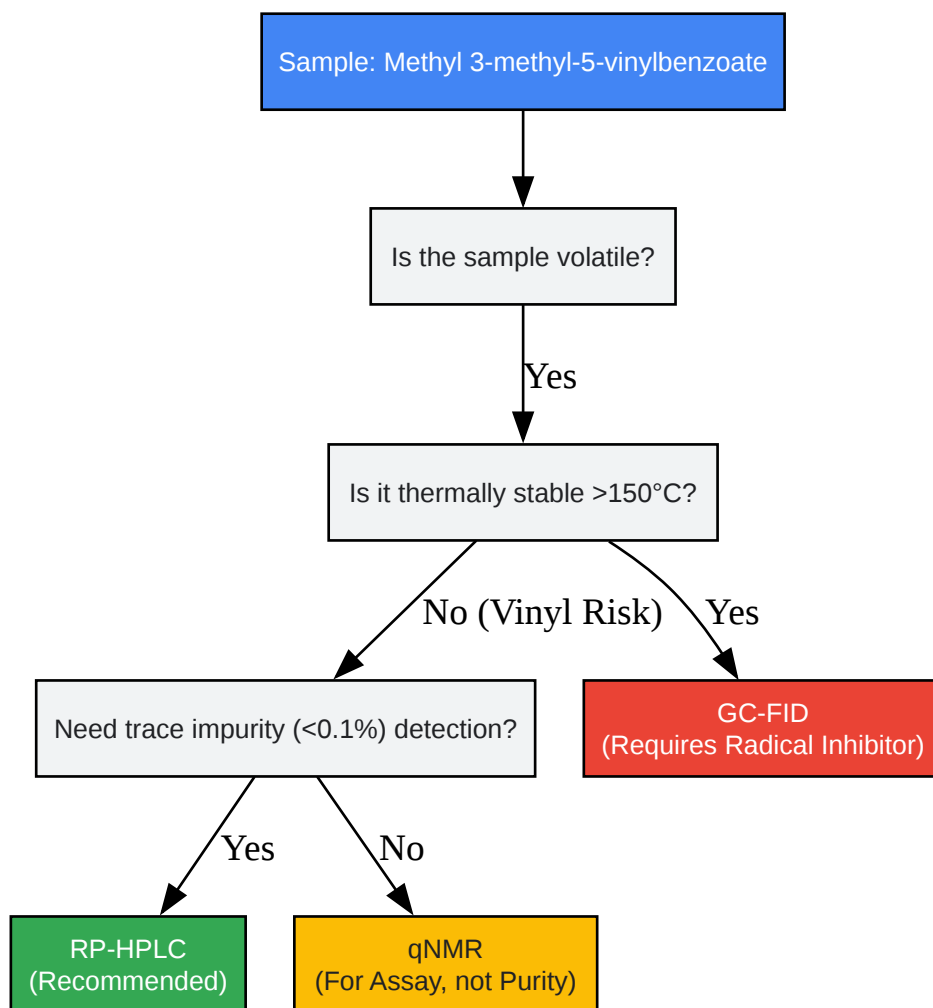 Sample: Methyl 3-methyl-5-vinylbenzoate
Is the sample volatile?
Yes
Is it thermally stable >150°C?
No (Vinyl Risk)
Yes
Need trace impurity (<0.1%) detection?
GC-FID
(Requires Radical Inhibitor)
Yes
No
RP-HPLC
(Recommended)
qNMR
(For Assay, not Purity)